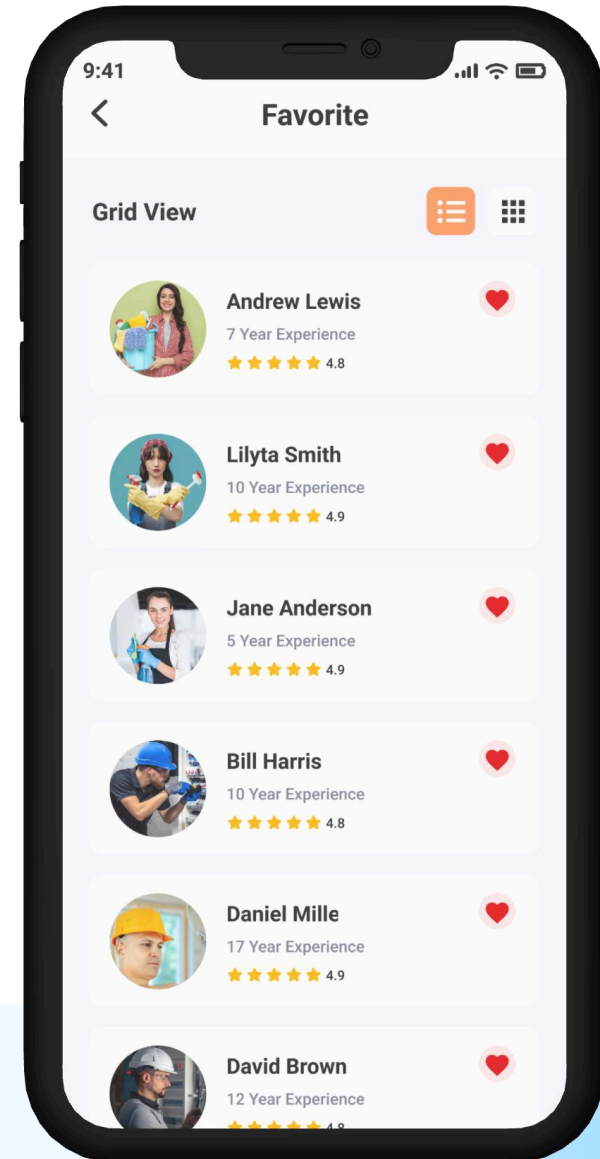 9:41
Favorite
Grid View
Andrew Lewis
7 Year Experience
4.8
Lilyta Smith
10 Year Experience
4.9
Jane Anderson
5 Year Experience
4.9
Bill Harris
10 Year Experience
4.8
Daniel Mille
17 Year Experience
4.9
David Brown
12 Year Experience
4.8